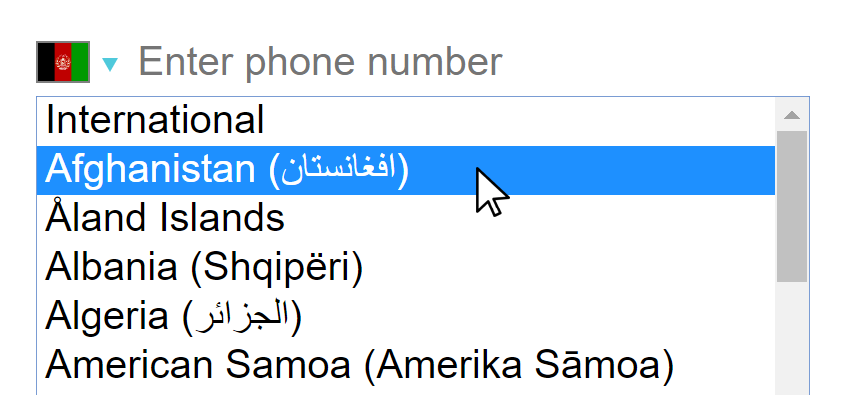 Enter phone number
International
Afghanistan (افغانستان)
Åland Islands
Albania (Shqipëri)
Algeria (الجزائر)
American Samoa (Amerika Sāmoa)